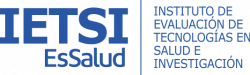 IETSI
EsSalud
INSTITUTO DE
EVALUACIÓN DE
TECNOLOGÍAS EN
SALUD E
INVESTIGACIÓN